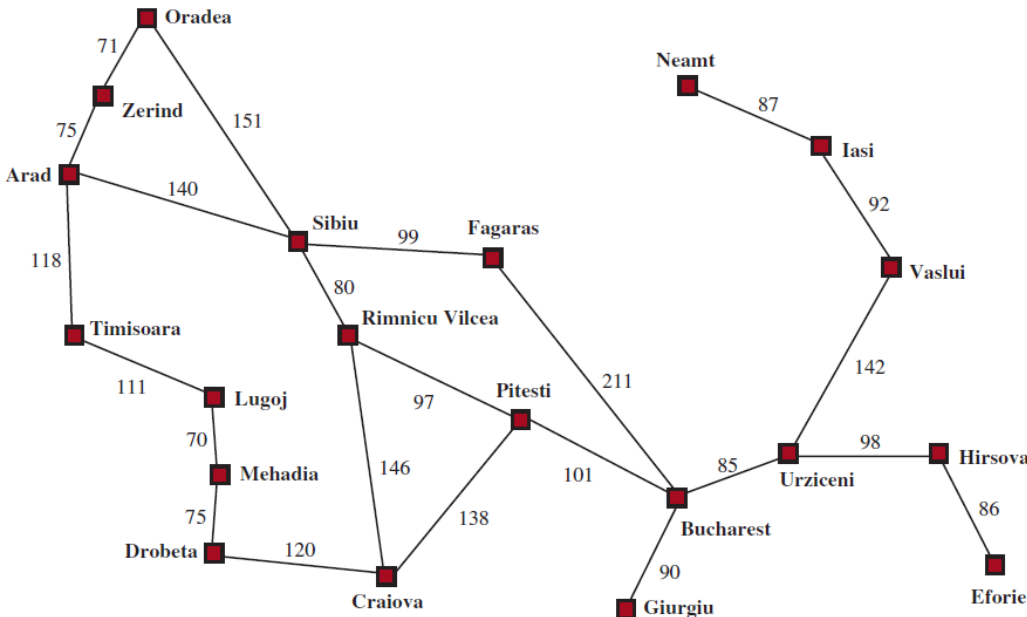 Oradea
71
Neamt
Zerind
87
75
151
Iasi
Arad
140
92
Sibiu
Fagaras
99
118
Vaslui
80
Timisoara
Rimnicu Vilcea
142
111
Lugoj
Pitesti
211
97
70
98
Hirsova
146
101
85
Mehadia
Urziceni
86
75
138
Bucharest
Drobeta
120
90
Craiova
Giurgiu
Eforie